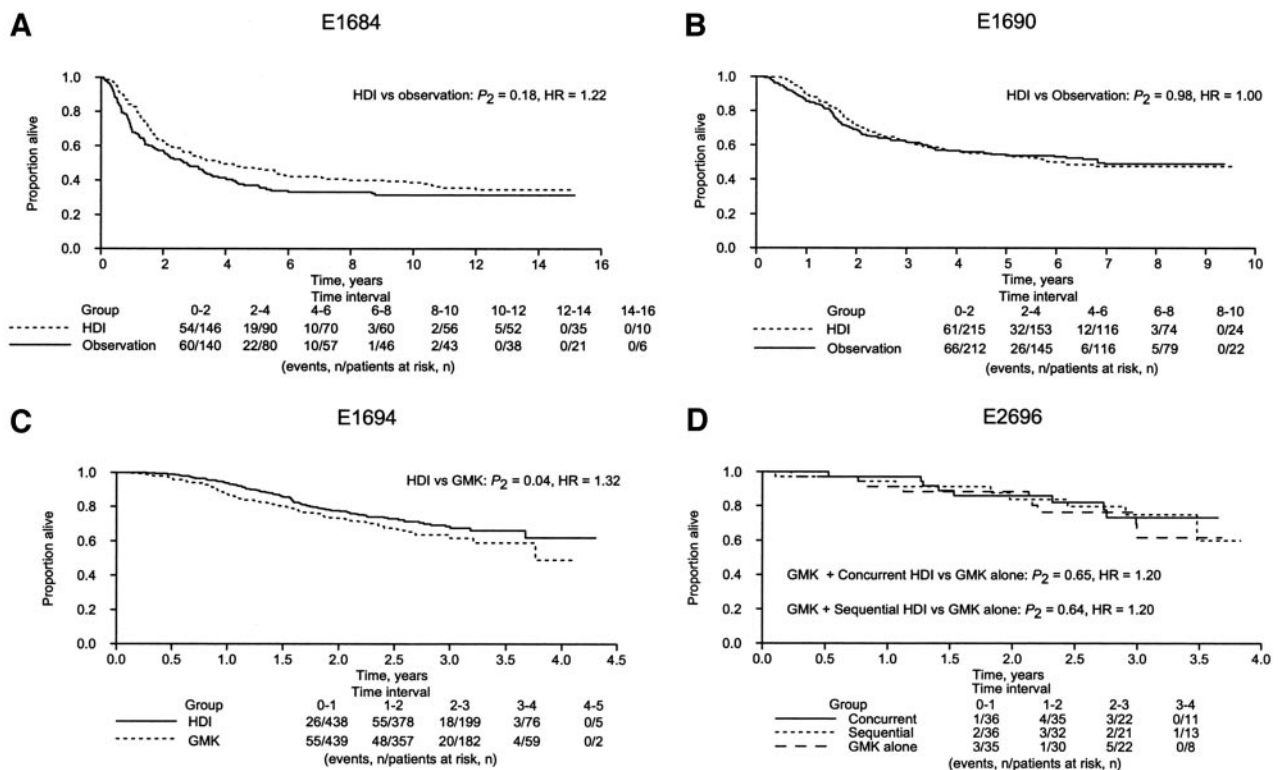 A
E1684
1.0
0.8
0.6
0.4
0.2
0.0
Proportion alive
HDI vs observation: P2 = 0.18, HR = 1.22
0 2 4 6 8 10 12 14 16
Time, years
Time interval
Group 0-2 2-4 4-6 6-8 8-10 10-12 12-14 14-16
HDI 54/146 19/90 10/70 3/60 2/56 5/52 0/35 0/10
Observation 60/140 22/80 10/57 1/46 2/43 0/38 0/21 0/6
(events, n/patients at risk, n)
B
E1690
1.0
0.8
0.6
0.4
0.2
0.0
Proportion alive
HDI vs Observation: P2 = 0.98, HR = 1.00
0 1 2 3 4 5 6 7 8 9 10
Time, years
Time interval
Group 0-2 2-4 4-6 6-8 8-10
HDI 61/215 32/153 12/116 3/74 0/24
Observation 66/212 26/145 6/116 5/79 0/22
(events, n/patients at risk, n)
C
E1694
1.0
0.8
0.6
0.4
0.2
0.0
Proportion alive
HDI vs GMK: P2 = 0.04, HR = 1.32
0.0 0.5 1.0 1.5 2.0 2.5 3.0 3.5 4.0 4.5
Time, years
Time interval
Group 0-1 1-2 2-3 3-4 4-5
HDI 26/438 55/378 18/199 3/76 0/5
GMK 55/439 48/357 20/182 4/59 0/2
(events, n/patients at risk, n)
D
E2696
1.0
0.8
0.6
0.4
0.2
0.0
Proportion alive
GMK + Concurrent HDI vs GMK alone: P2 = 0.65, HR = 1.20
GMK + Sequential HDI vs GMK alone: P2 = 0.64, HR = 1.20
0.0 0.5 1.0 1.5 2.0 2.5 3.0 3.5 4.0
Time, years
Time interval
Group 0-1 1-2 2-3 3-4
Concurrent 1/36 4/35 3/22 0/11
Sequential 2/36 3/32 2/21 1/13
GMK alone 3/35 1/30 5/22 0/8
(events, n/patients at risk, n)